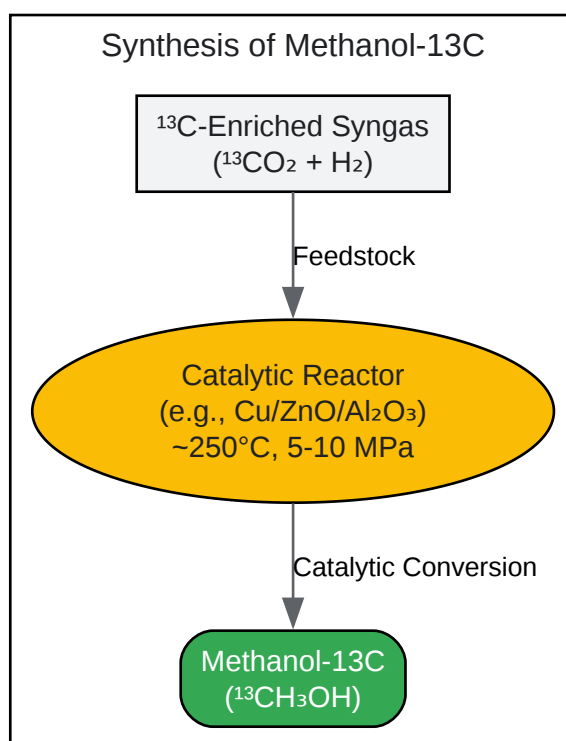 Synthesis of Methanol-13C
¹³C-Enriched Syngas
(¹³CO₂ + H₂)
Feedstock
Catalytic Reactor
(e.g., Cu/ZnO/Al₂O₃)
~250°C, 5-10 MPa
Catalytic Conversion
Methanol-13C
(¹³CH₃OH)